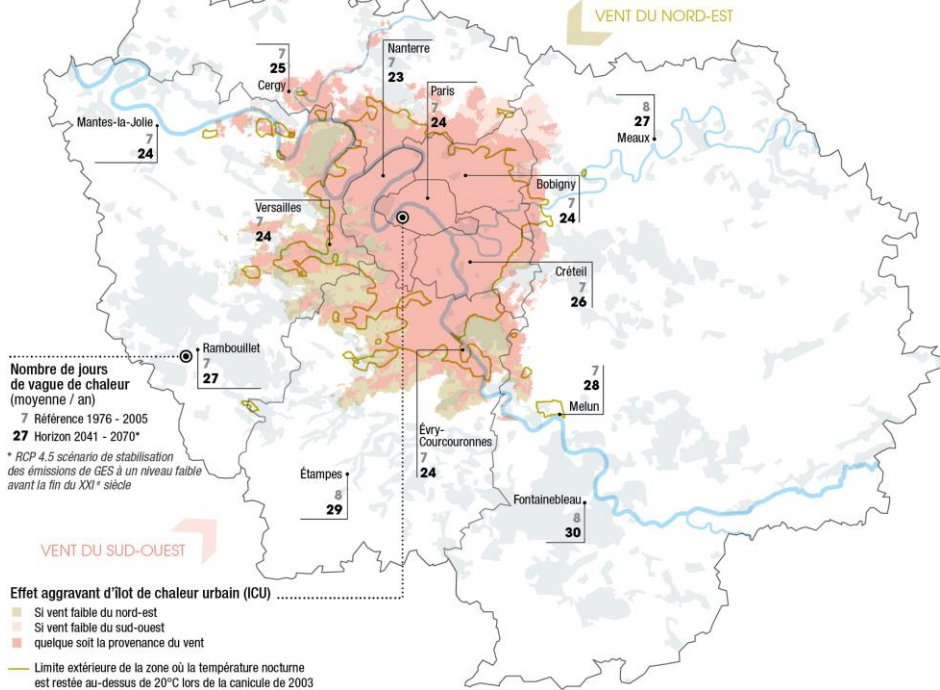 VENT DU NORD-EST
7
25
Cergy
Nanterre
7
23
Paris
7
24
8
27
Meaux
Mantes-la-Jolie
7
24
Bobigny
7
24
Versailles
7
24
Créteil
7
26
Rambouillet
7
27
Nombre de jours
de vague de chaleur
(moyenne / an)
7 Référence 1976 - 2005
27 Horizon 2041 - 2070*
* RCP 4.5 scénario de stabilisation
des émissions de GES à un niveau faible
avant la fin du XXIe siècle
7
28
Melun
Évry-
Courcouronnes
7
24
Étampes
8
29
Fontainebleau
8
30
VENT DU SUD-OUEST
Effet aggravant d'îlot de chaleur urbain (ICU)
Si vent faible du nord-est
Si vent faible du sud-ouest
quelque soit la provenance du vent
Limite extérieure de la zone où la température nocturne
est restée au-dessus de 20°C lors de la canicule de 2003